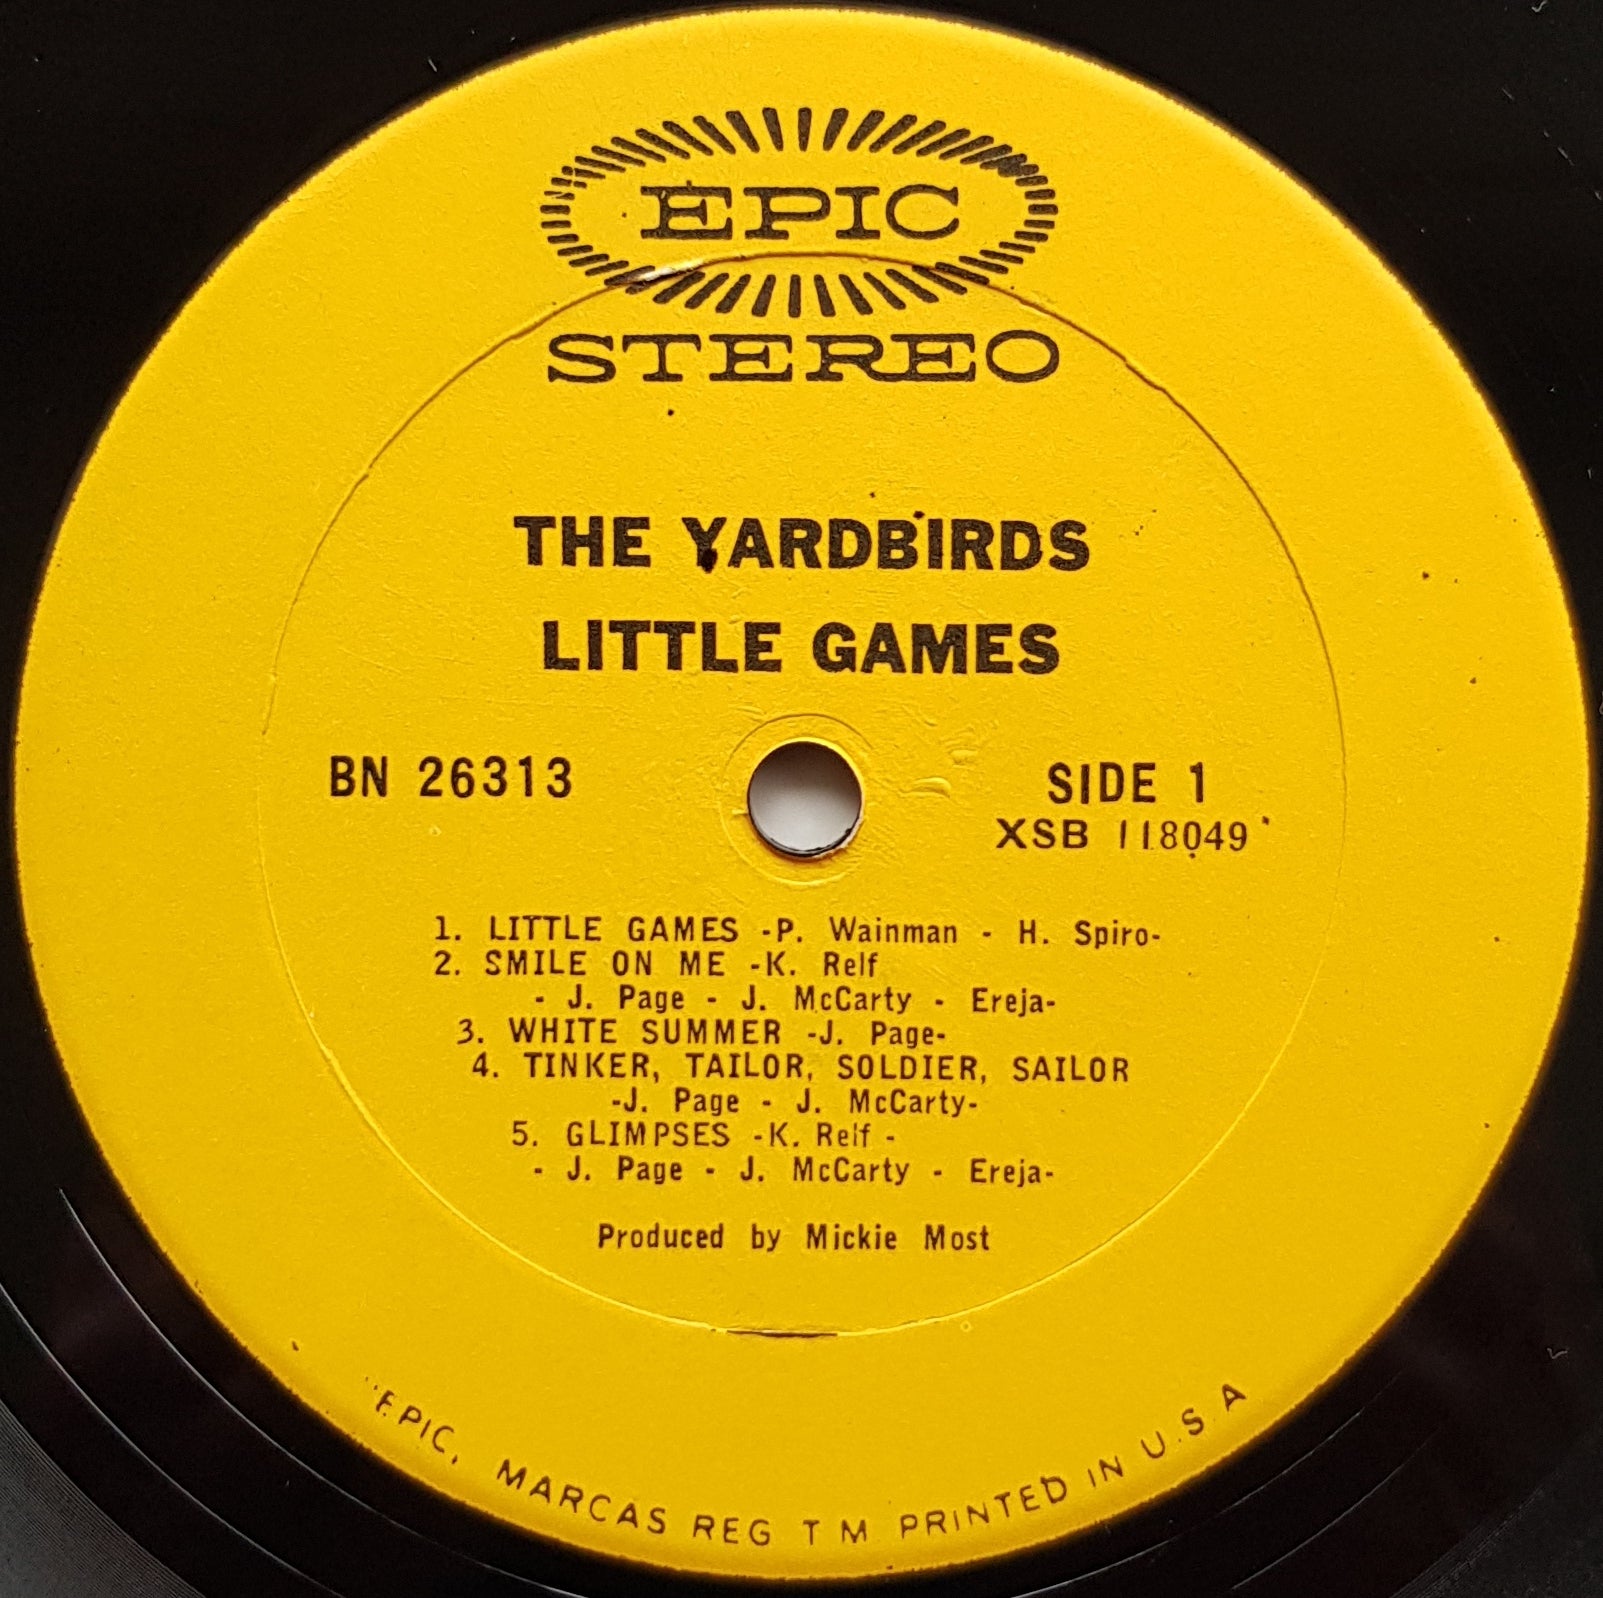 EPIC
STEREO
THE YARDBIRDS
LITTLE GAMES
BN 26313
SIDE 1
XSB 118049
1. LITTLE GAMES -P. Wainman - H. Spiro-
2. SMILE ON ME -K. Relf
- J. Page - J. McCarty - Ereja-
3. WHITE SUMMER -J. Page-
4. TINKER, TAILOR, SOLDIER, SAILOR
-J. Page - J. McCarty-
5. GLIMPSES -K. Relf -
- J. Page - J. McCarty - Ereja-
Produced by Mickie Most
"EPIC, MARCAS REG T M PRINTED IN U.S.A